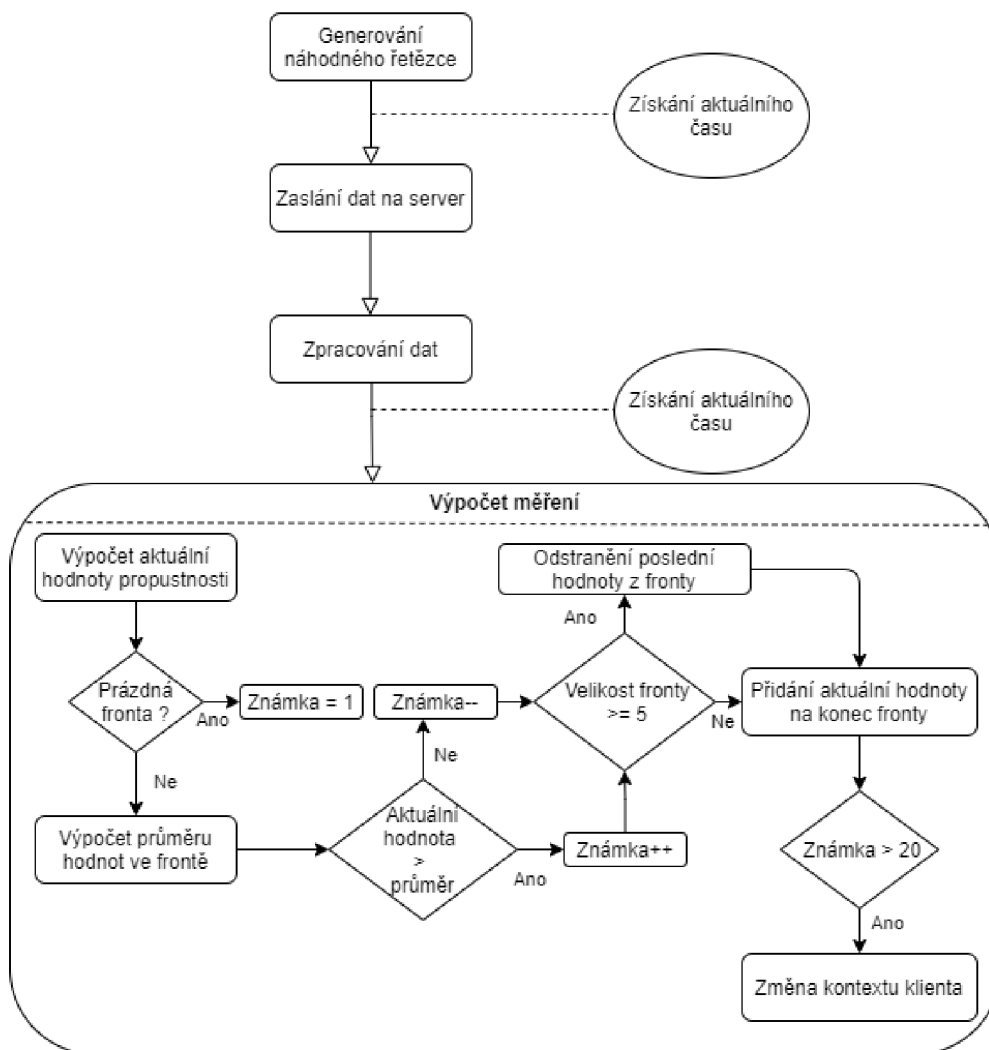 Generování
náhodného řetězce
Získání aktuálního
času
Zaslání dat na server
Zpracování dat
Získání aktuálního
času
Výpočet měření
Výpočet aktuální
hodnoty propustnosti
Odstranění poslední
hodnoty z fronty
Ano
Prázdná
fronta ?
Ano
Známka = 1
Známka--
Velikost fronty
>= 5
Ne
Přidání aktuální hodnoty
na konec fronty
Ne
Ne
Výpočet průměru
hodnot ve frontě
Aktuální
hodnota
>
průměr
Ano
Známka++
Známka > 20
Ano
Změna kontextu klienta